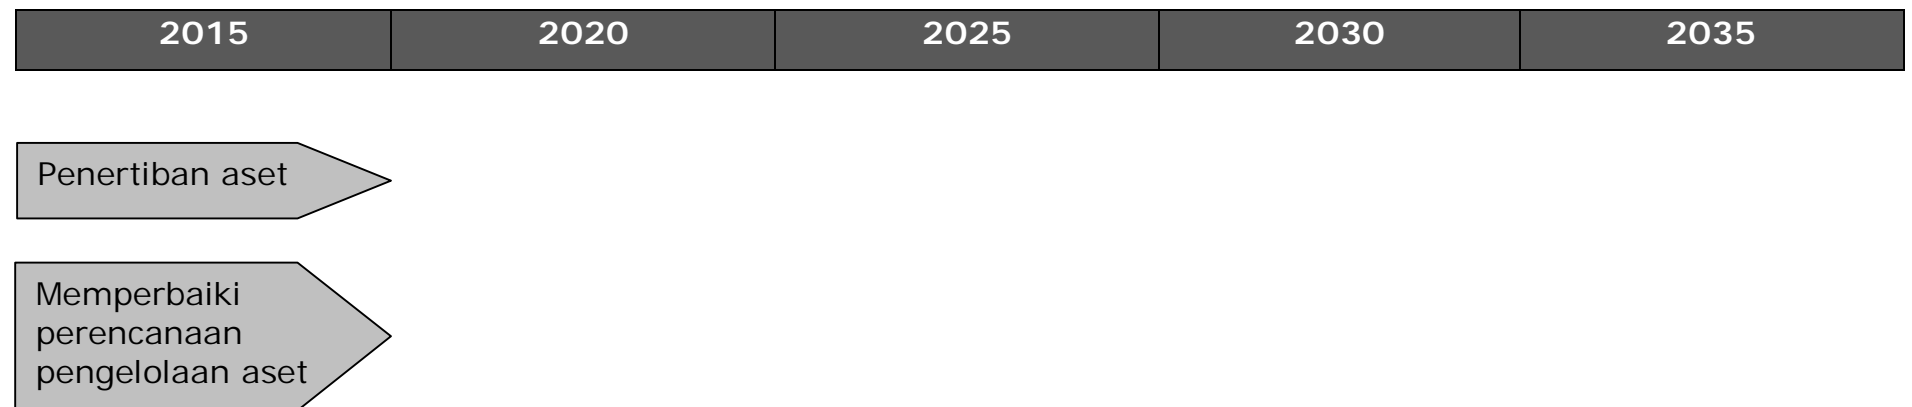 2015 2020 2025 2030 2035
Penertiban aset
Memperbaiki
perencanaan
pengelolaan aset